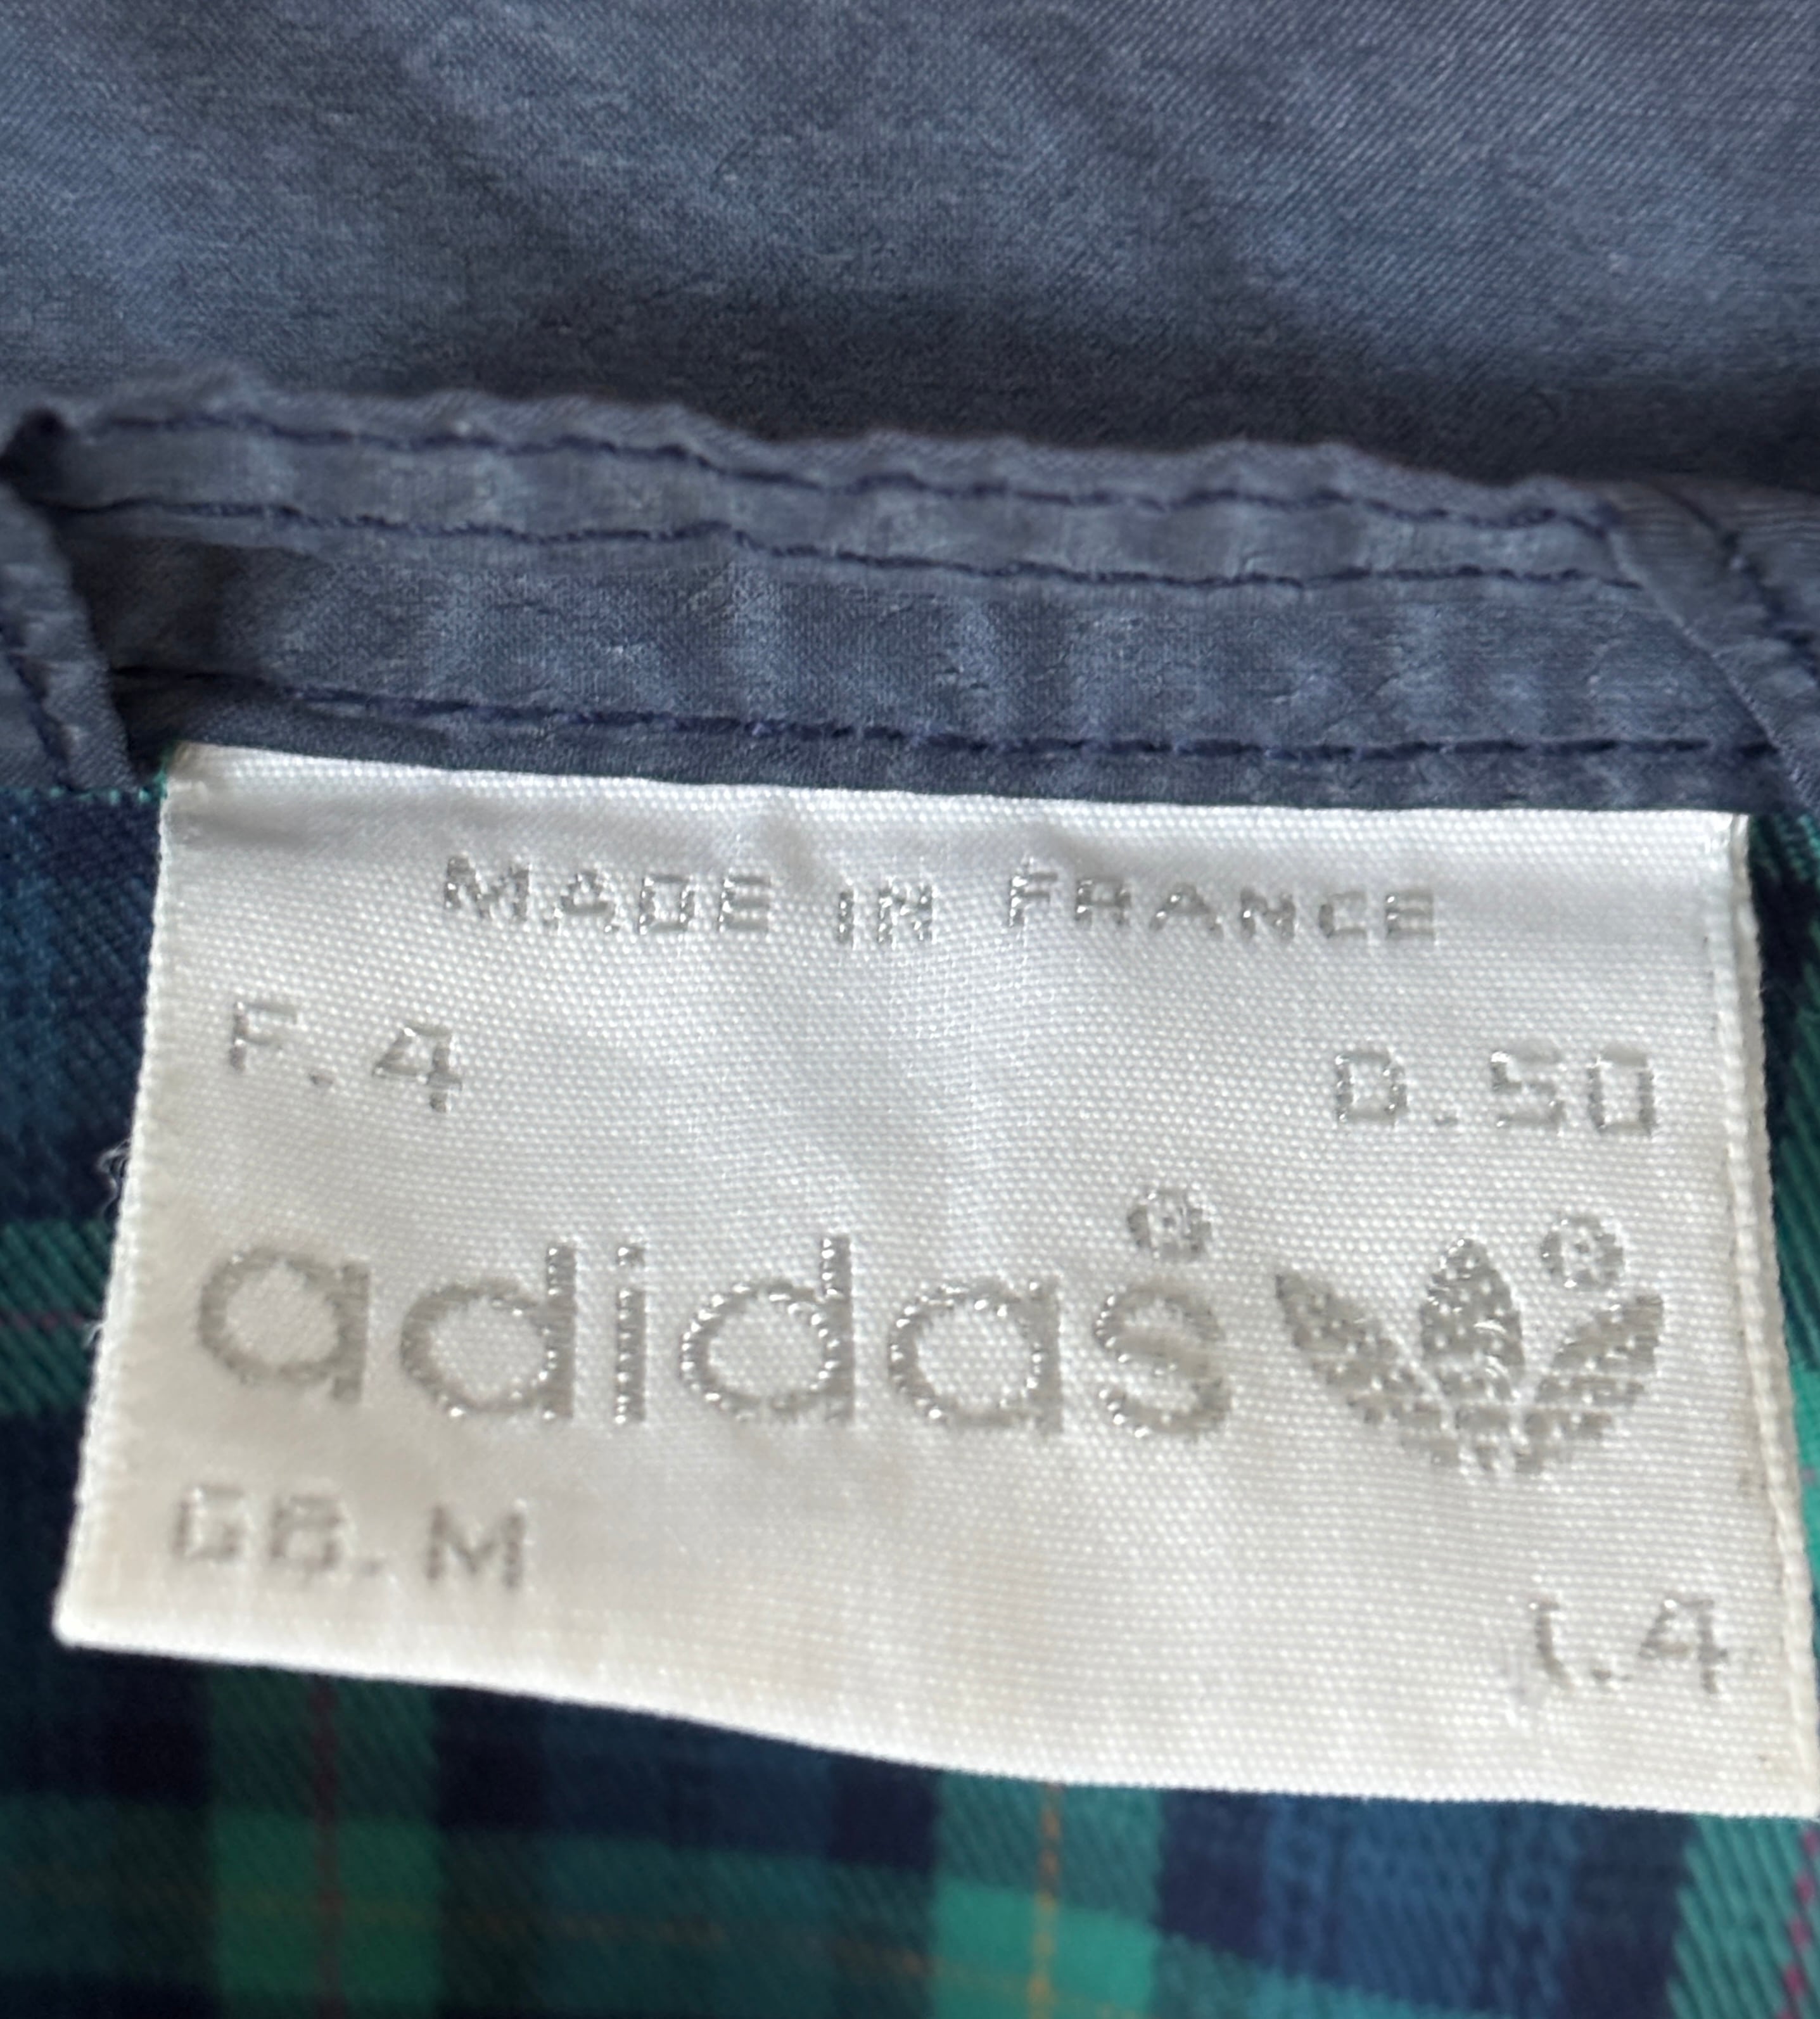 MADE IN FRANCE
F.4 D.50
adidas® ®
GB.M
I.4